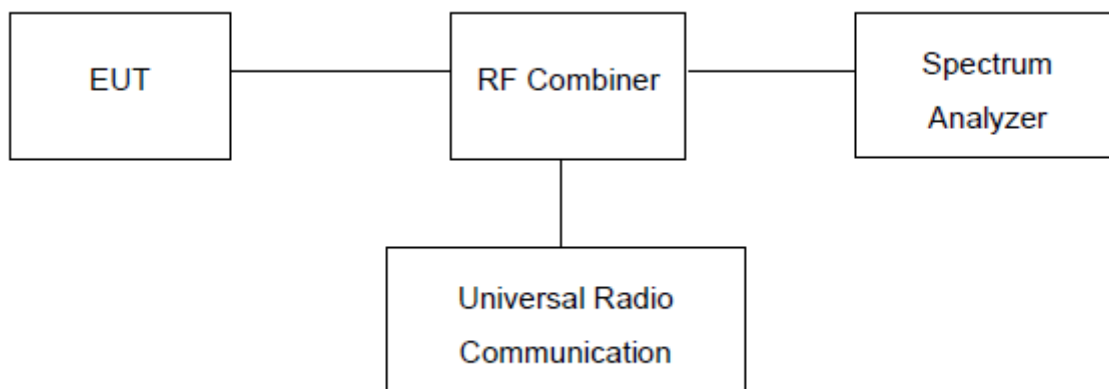 EUT
RF Combiner
Spectrum
Analyzer
Universal Radio
Communication